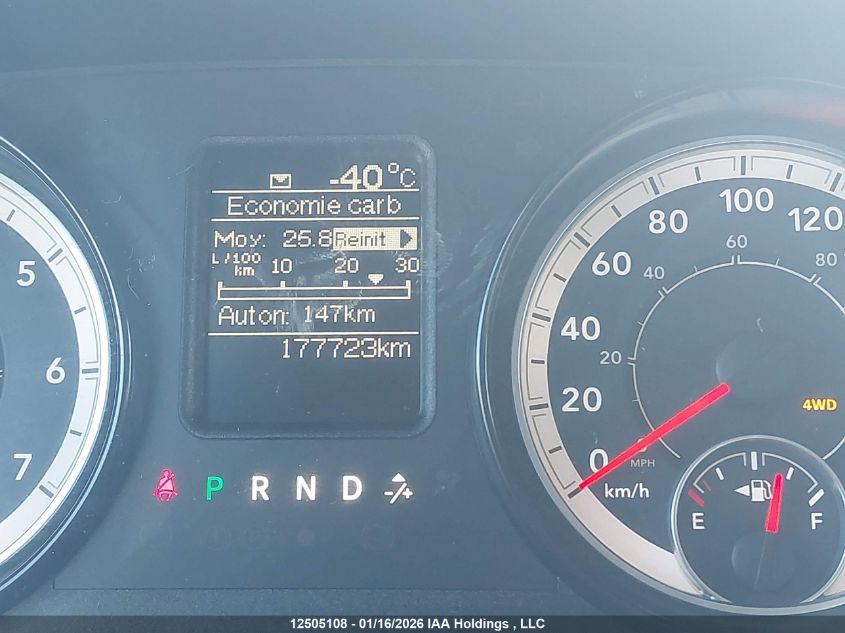 -40°C
Economie carb
Moy: 25.8 Reinit
L/100 km 10 20 30
Auton: 147km
177723km
5
6
7
P R N D -/+
0 20 40 60 80 100 120
20 40 60 80
MPH
km/h
4WD
E F
12505108 - 01/16/2026 IAA Holdings , LLC